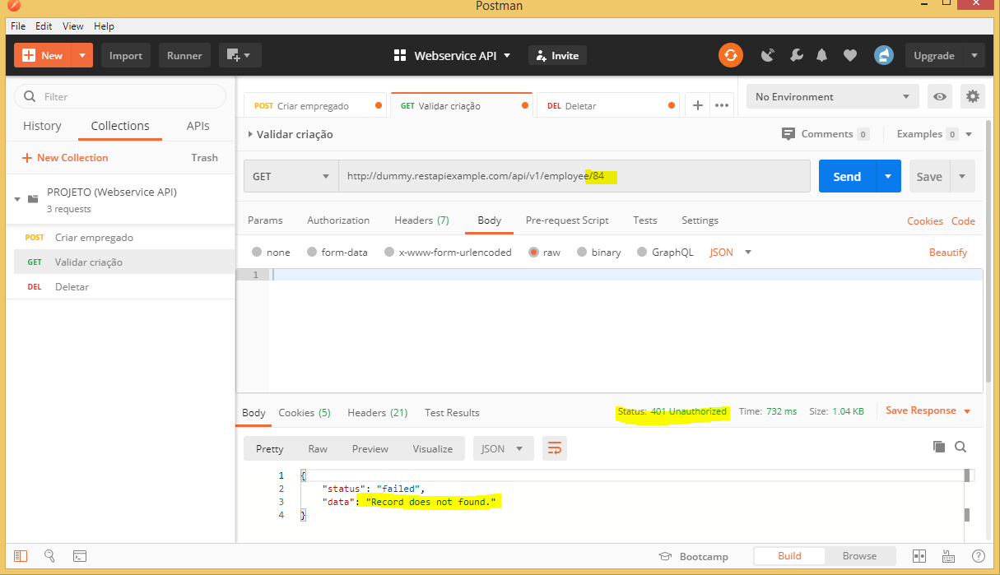 Postman
File Edit View Help
New Import Runner Webservice API Invite Upgrade
Filter
History Collections APIs
New Collection Trash
PROJETO (Webservice API)
3 requests
POST Criar empregado
GET Validar criação
DEL Deletar
POST Criar empregado GET Validar criação DEL Deletar No Environment
Validar criação Comments 0 Examples 0
GET http://dummy.restapiexample.com/api/v1/employee/84 Send Save
Params Authorization Headers (7) Body Pre-request Script Tests Settings Cookies Code
none form-data x-www-form-urlencoded raw binary GraphQL JSON Beautify
1
Body Cookies (5) Headers (21) Test Results Status: 401 Unauthorized Time: 732 ms Size: 1.04 KB Save Response
Pretty Raw Preview Visualize JSON
1 {
2 "status": "failed",
3 "data": "Record does not found."
4 }
Bootcamp Build Browse